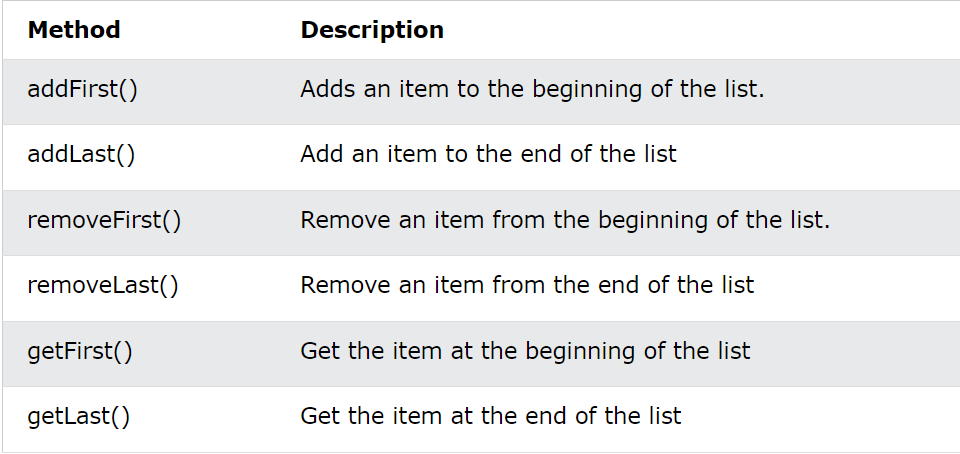 Method Description
addFirst() Adds an item to the beginning of the list.
addLast() Add an item to the end of the list
removeFirst() Remove an item from the beginning of the list.
removeLast() Remove an item from the end of the list
getFirst() Get the item at the beginning of the list
getLast() Get the item at the end of the list